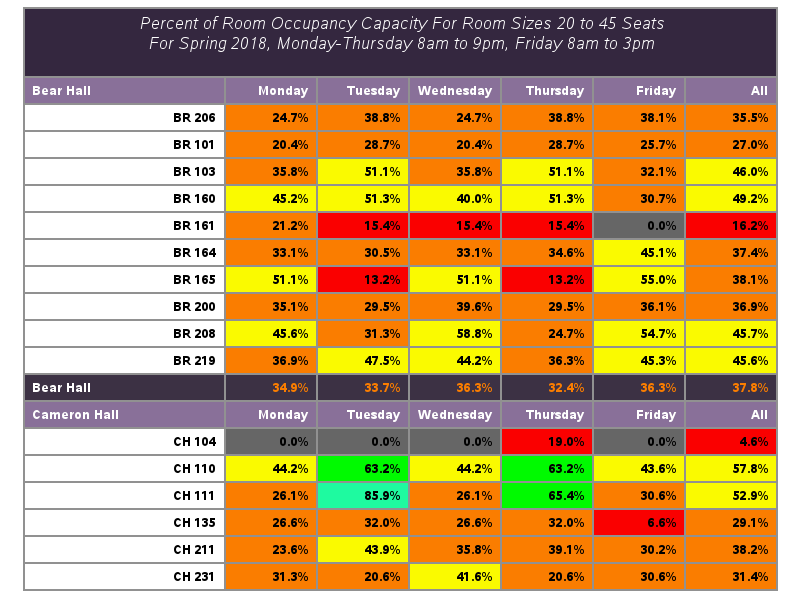 Percent of Room Occupancy Capacity For Room Sizes 20 to 45 Seats
For Spring 2018, Monday-Thursday 8am to 9pm, Friday 8am to 3pm
Bear Hall Monday Tuesday Wednesday Thursday Friday All
BR 206 24.7% 38.8% 24.7% 38.8% 38.1% 35.5%
BR 101 20.4% 28.7% 20.4% 28.7% 25.7% 27.0%
BR 103 35.8% 51.1% 35.8% 51.1% 32.1% 46.0%
BR 160 45.2% 51.3% 40.0% 51.3% 30.7% 49.2%
BR 161 21.2% 15.4% 15.4% 15.4% 0.0% 16.2%
BR 164 33.1% 30.5% 33.1% 34.6% 45.1% 37.4%
BR 165 51.1% 13.2% 51.1% 13.2% 55.0% 38.1%
BR 200 35.1% 29.5% 39.6% 29.5% 36.1% 36.9%
BR 208 45.6% 31.3% 58.8% 24.7% 54.7% 45.7%
BR 219 36.9% 47.5% 44.2% 36.3% 45.3% 45.6%
Bear Hall 34.9% 33.7% 36.3% 32.4% 36.3% 37.8%
Cameron Hall Monday Tuesday Wednesday Thursday Friday All
CH 104 0.0% 0.0% 0.0% 19.0% 0.0% 4.6%
CH 110 44.2% 63.2% 44.2% 63.2% 43.6% 57.8%
CH 111 26.1% 85.9% 26.1% 65.4% 30.6% 52.9%
CH 135 26.6% 32.0% 26.6% 32.0% 6.6% 29.1%
CH 211 23.6% 43.9% 35.8% 39.1% 30.2% 38.2%
CH 231 31.3% 20.6% 41.6% 20.6% 30.6% 31.4%